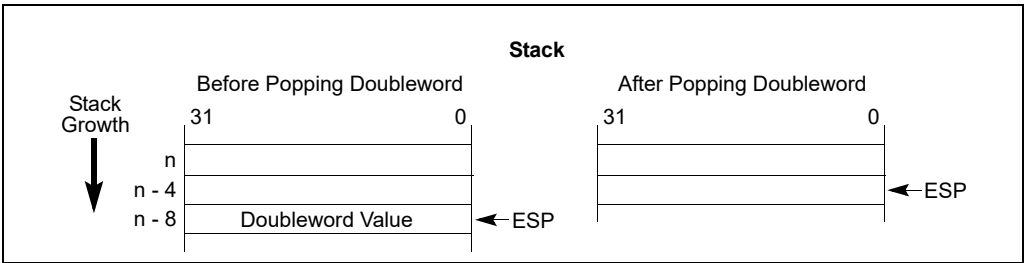 Stack
Before Popping Doubleword
After Popping Doubleword
Stack
Growth
31 0
31 0
n
n - 4
ESP
n - 8 Doubleword Value ESP